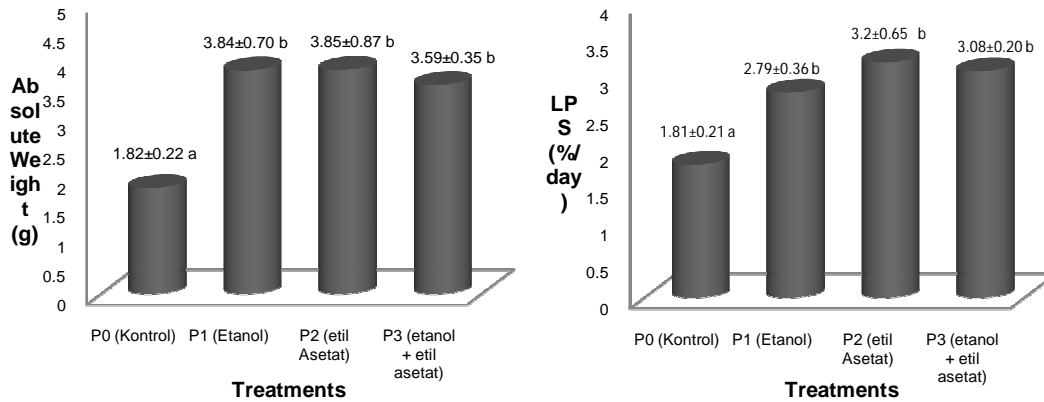 5
4.5
4
3.5
3
2.5
2
1.5
1
0.5
0
Ab
sol
ute
We
igh
t
(g)
1.82±0.22 a
3.84±0.70 b
3.85±0.87 b
3.59±0.35 b
P0 (Kontrol)
P1 (Etanol)
P2 (etil
Asetat)
P3 (etanol
+ etil
asetat)
Treatments
4
3.5
3
2.5
2
1.5
1
0.5
0
LP
S
(%/
day
)
1.81±0.21 a
2.79±0.36 b
3.2±0.65 b
3.08±0.20 b
P0 (Kontrol)
P1 (Etanol)
P2 (etil
Asetat)
P3 (etanol
+ etil
asetat)
Treatments